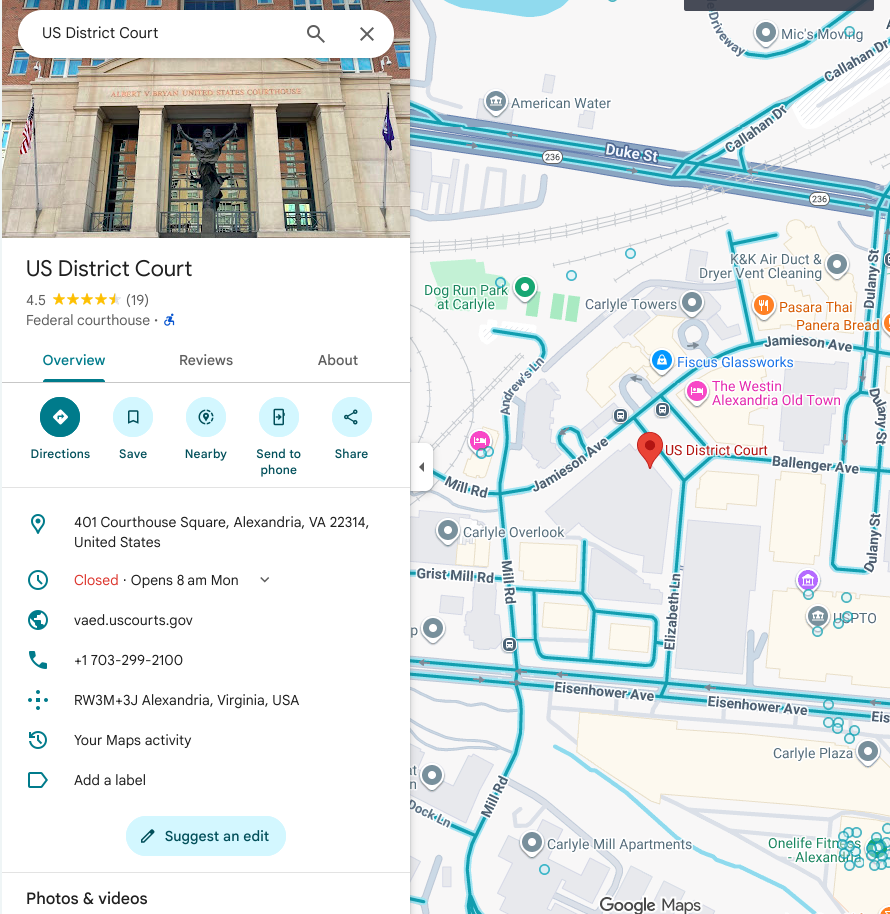 US District Court
ALBERT V. BRYAN UNITED STATES COURTHOUSE
US District Court
4.5 (19)
Federal courthouse ·
Overview
Reviews
About
Directions
Save
Nearby
Send to
phone
Share
401 Courthouse Square, Alexandria, VA 22314,
United States
Closed · Opens 8 am Mon
vaed.uscourts.gov
+1 703-299-2100
RW3M+3J Alexandria, Virginia, USA
Your Maps activity
Add a label
Suggest an edit
Photos & videos
Driveway
Mic's Moving
Callahan Dr
American Water
Callahan Dr
Duke St
236
236
K&K Air Duct &
Dryer Vent Cleaning
Dulany St
Dog Run Park
at Carlyle
Carlyle Towers
Pasara Thai
Panera Bread
Jamieson Ave
Fiscus Glassworks
Andrew's Ln
The Westin
Alexandria Old Town
Dulany St
US District Court
Jamieson Ave
Ballenger Ave
Mill Rd
Carlyle Overlook
Dulany St
Grist Mill Rd
Mill Rd
Elizabeth Ln
USPTO
p
Eisenhower Ave
Eisenhower Ave
Eis
Carlyle Plaza
Mill Rd
Dock Ln
Carlyle Mill Apartments
Onelife Fitness
- Alexandria
Google Maps